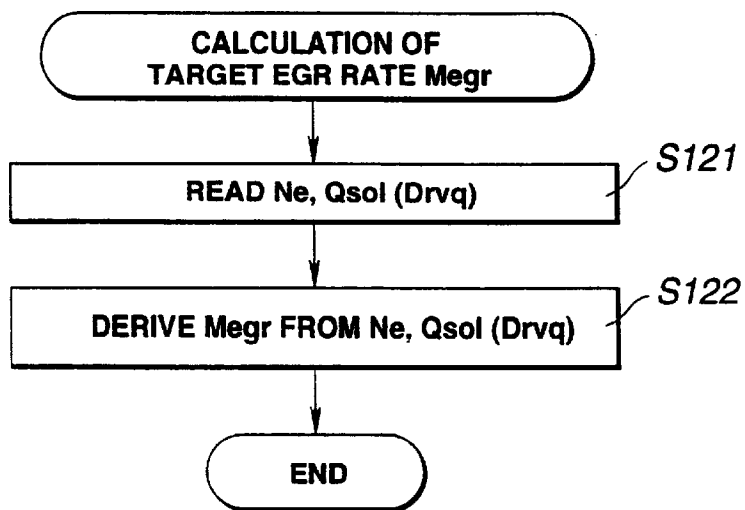 CALCULATION OF
TARGET EGR RATE Megr
READ Ne, Qsol (Drvq)
S121
DERIVE Megr FROM Ne, Qsol (Drvq)
S122
END